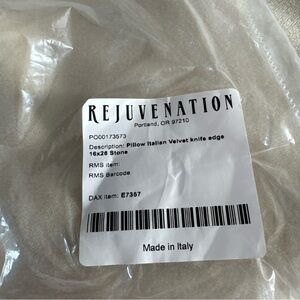 REJUVENATION
Portland, OR 97210
PO00173573
Description: Pillow Italian Velvet knife edge
16x26 Stone
RMS Item:
RMS Barcode
DAX Item: E7357
Made in Italy